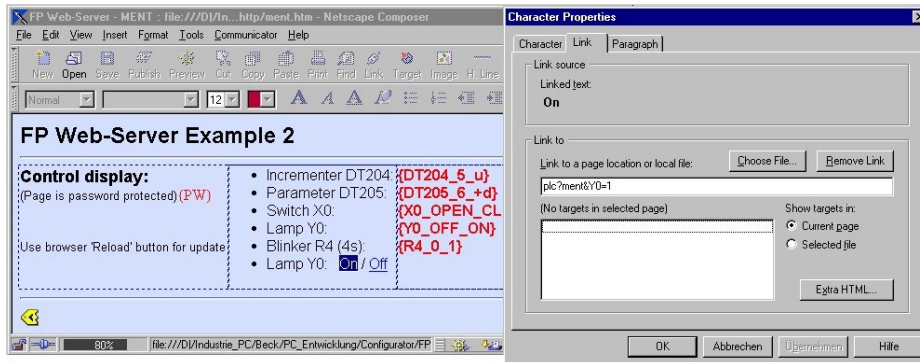 FP Web-Server - MENT : file:///D|/In...http/ment.htm - Netscape Composer
File Edit View Insert Format Tools Communicator Help
New Open Save Publish Preview Cut Copy Paste Print Find Link Target Image H. Line
Normal 12 A A A
FP Web-Server Example 2
Control display:
(Page is password protected) (PW)
Use browser 'Reload' button for update
Incrementer DT204: {DT204_5_u}
Parameter DT205: {DT205_6_+d}
Switch X0: {X0_OPEN_CL
Lamp Y0: {Y0_OFF_ON}
Blinker R4 (4s): {R4_0_1}
Lamp Y0: On / Off
80% file:///D|/Industrie_PC/Beck/PC_Entwicklung/Configurator/FP
Character Properties
Character Link Paragraph
Link source
Linked text:
On
Link to
Link to a page location or local file: Choose File... Remove Link
plc?ment&Y0=1
(No targets in selected page) Show targets in:
Current page
Selected file
Extra HTML...
OK Abbrechen Übernehmen Hilfe